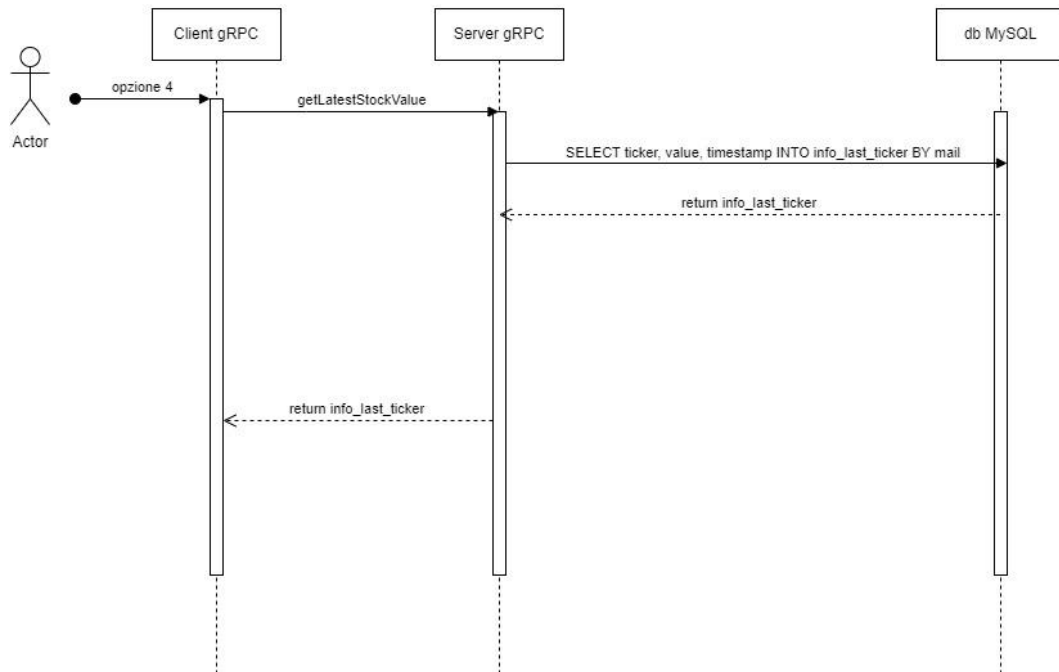 Client gRPC
Server gRPC
db MySQL
opzione 4
getLatestStockValue
Actor
SELECT ticker, value, timestamp INTO info_last_ticker BY mail
return info_last_ticker
return info_last_ticker